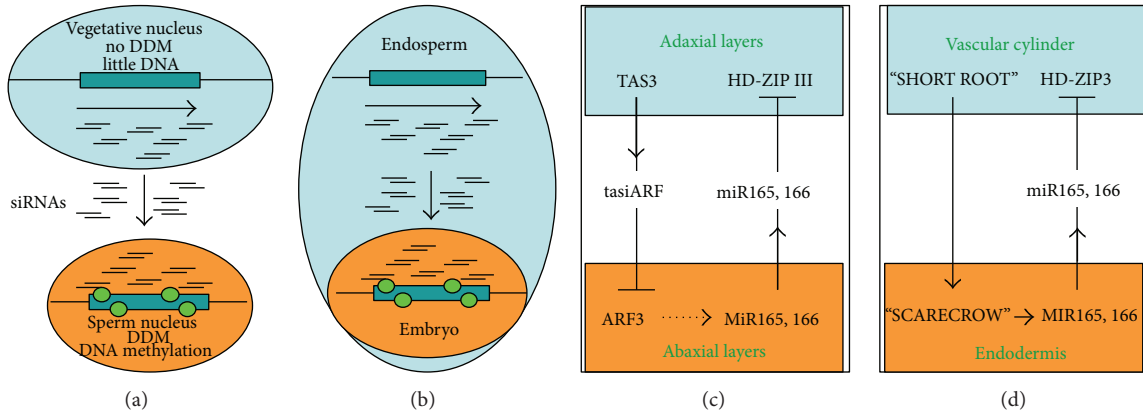 Vegetative nucleus
no DDM
little DNA
siRNAs
Sperm nucleus
DDM
DNA methylation
(a)
Endosperm
Embryo
(b)
Adaxial layers
TAS3
HD-ZIP III
tasiARF
miR165, 166
ARF3
MiR165, 166
Abaxial layers
(c)
Vascular cylinder
“SHORT ROOT”
HD-ZIP3
miR165, 166
“SCARECROW”
MIR165, 166
Endodermis
(d)